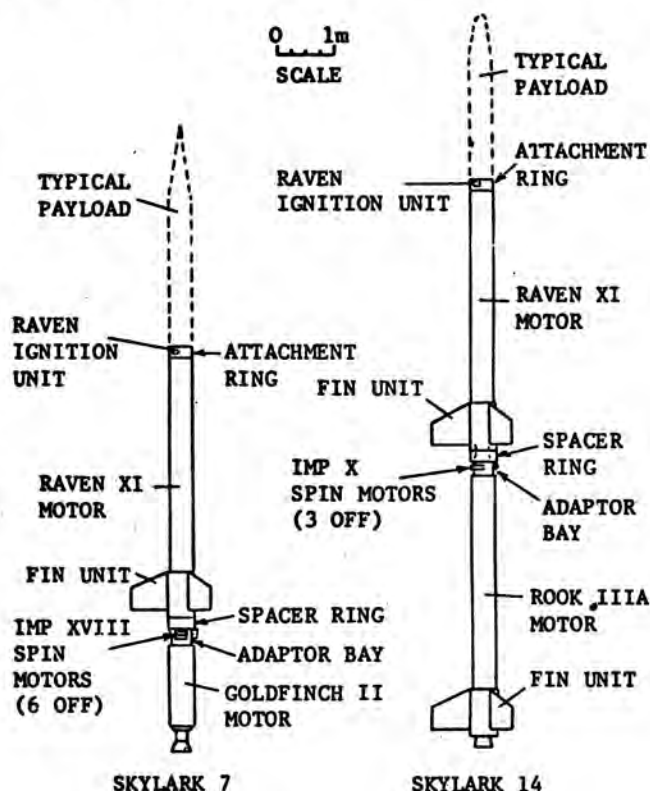 0 1m
SCALE
TYPICAL
PAYLOAD
RAVEN
IGNITION
UNIT
ATTACHMENT
RING
RAVEN XI
MOTOR
FIN UNIT
IMP XVIII
SPIN
MOTORS
(6 OFF)
SPACER RING
ADAPTOR BAY
GOLDFINCH II
MOTOR
SKYLARK 7
TYPICAL
PAYLOAD
RAVEN
IGNITION UNIT
ATTACHMENT
RING
RAVEN XI
MOTOR
FIN UNIT
SPACER
RING
IMP X
SPIN MOTORS
(3 OFF)
ADAPTOR
BAY
ROOK IIIA
MOTOR
FIN UNIT
SKYLARK 14